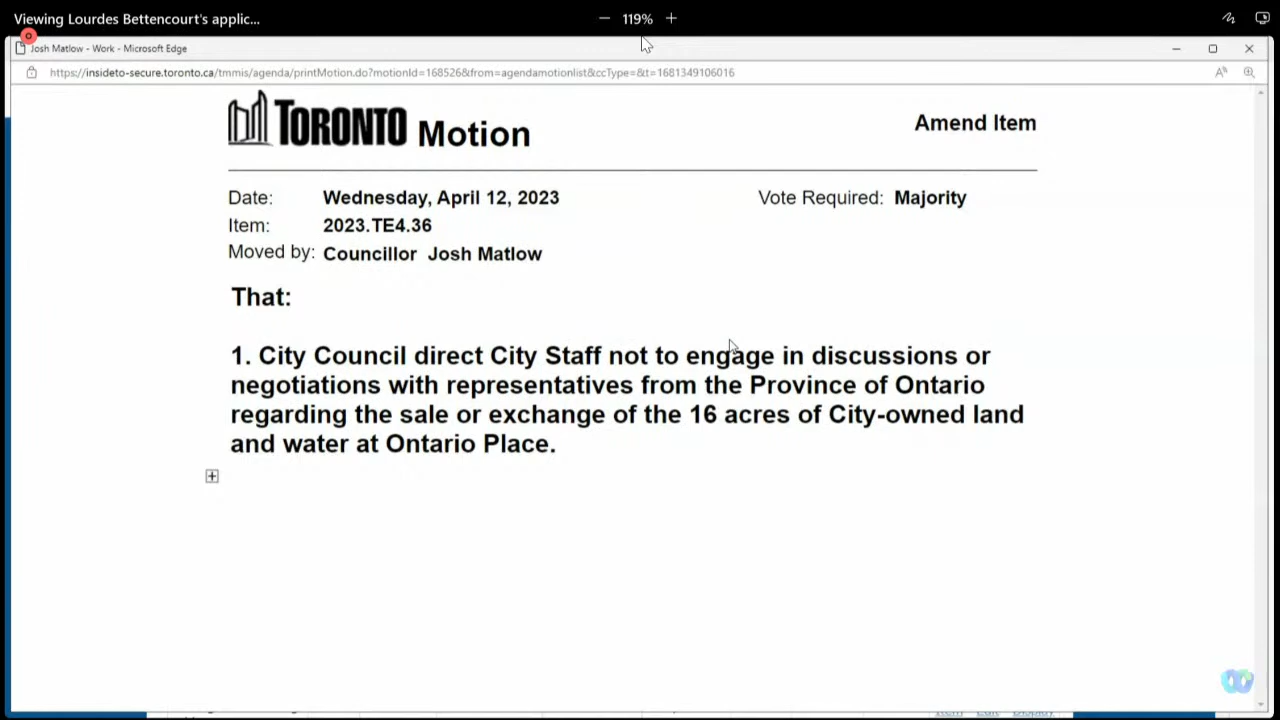 Viewing Lourdes Bettencourt's applic...
119%
Josh Matlow - Work - Microsoft Edge
https://insideto-secure.toronto.ca/tmmis/agenda/printMotion.do?motionId=168526&from=agendamotionlist&ccType=&t=1681349106016
TORONTO Motion
Amend Item
Date: Wednesday, April 12, 2023
Vote Required: Majority
Item: 2023.TE4.36
Moved by: Councillor Josh Matlow
That:
1. City Council direct City Staff not to engage in discussions or
negotiations with representatives from the Province of Ontario
regarding the sale or exchange of the 16 acres of City-owned land
and water at Ontario Place.